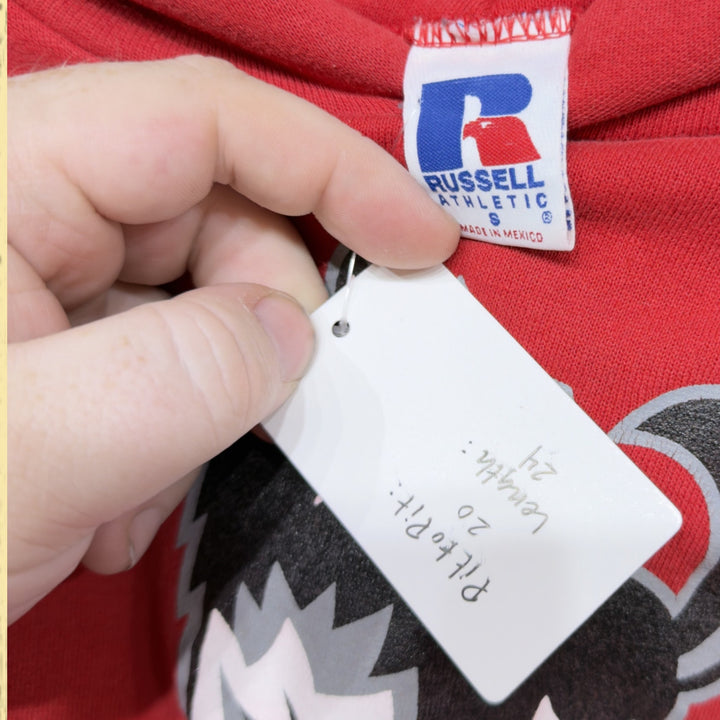 RUSSELL
ATHLETIC
S ®
MADE IN MEXICO
Pit to Pit:
20
Length:
24